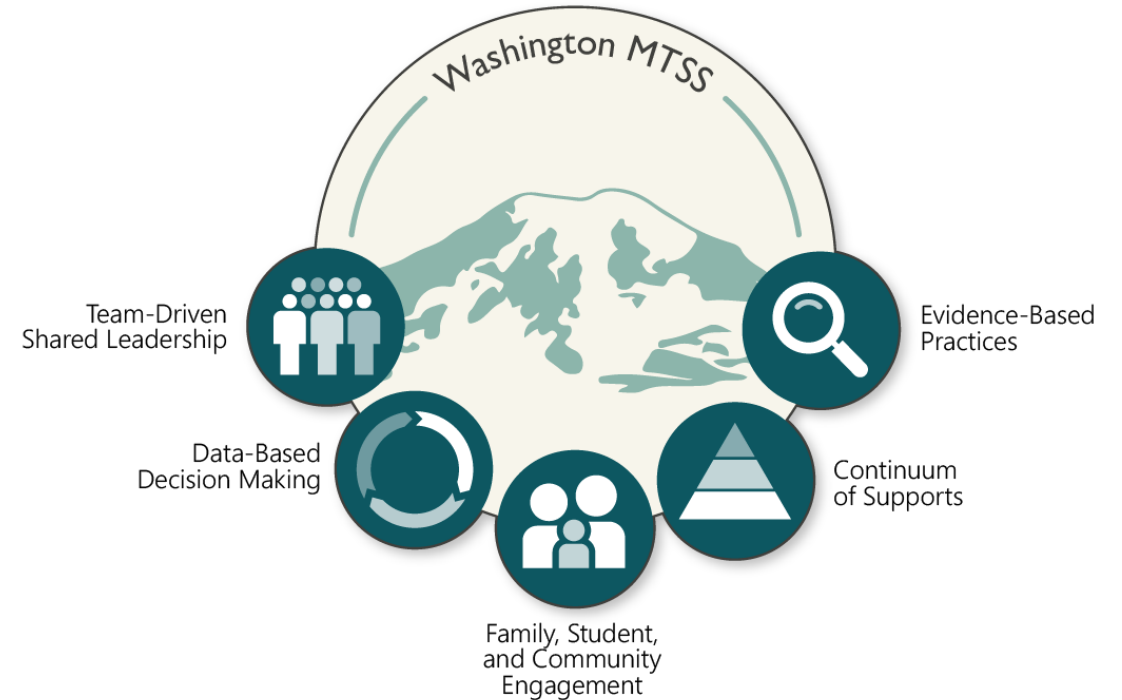 Washington MTSS
Team-Driven
Shared Leadership
Evidence-Based
Practices
Data-Based
Decision Making
Continuum
of Supports
Family, Student,
and Community
Engagement